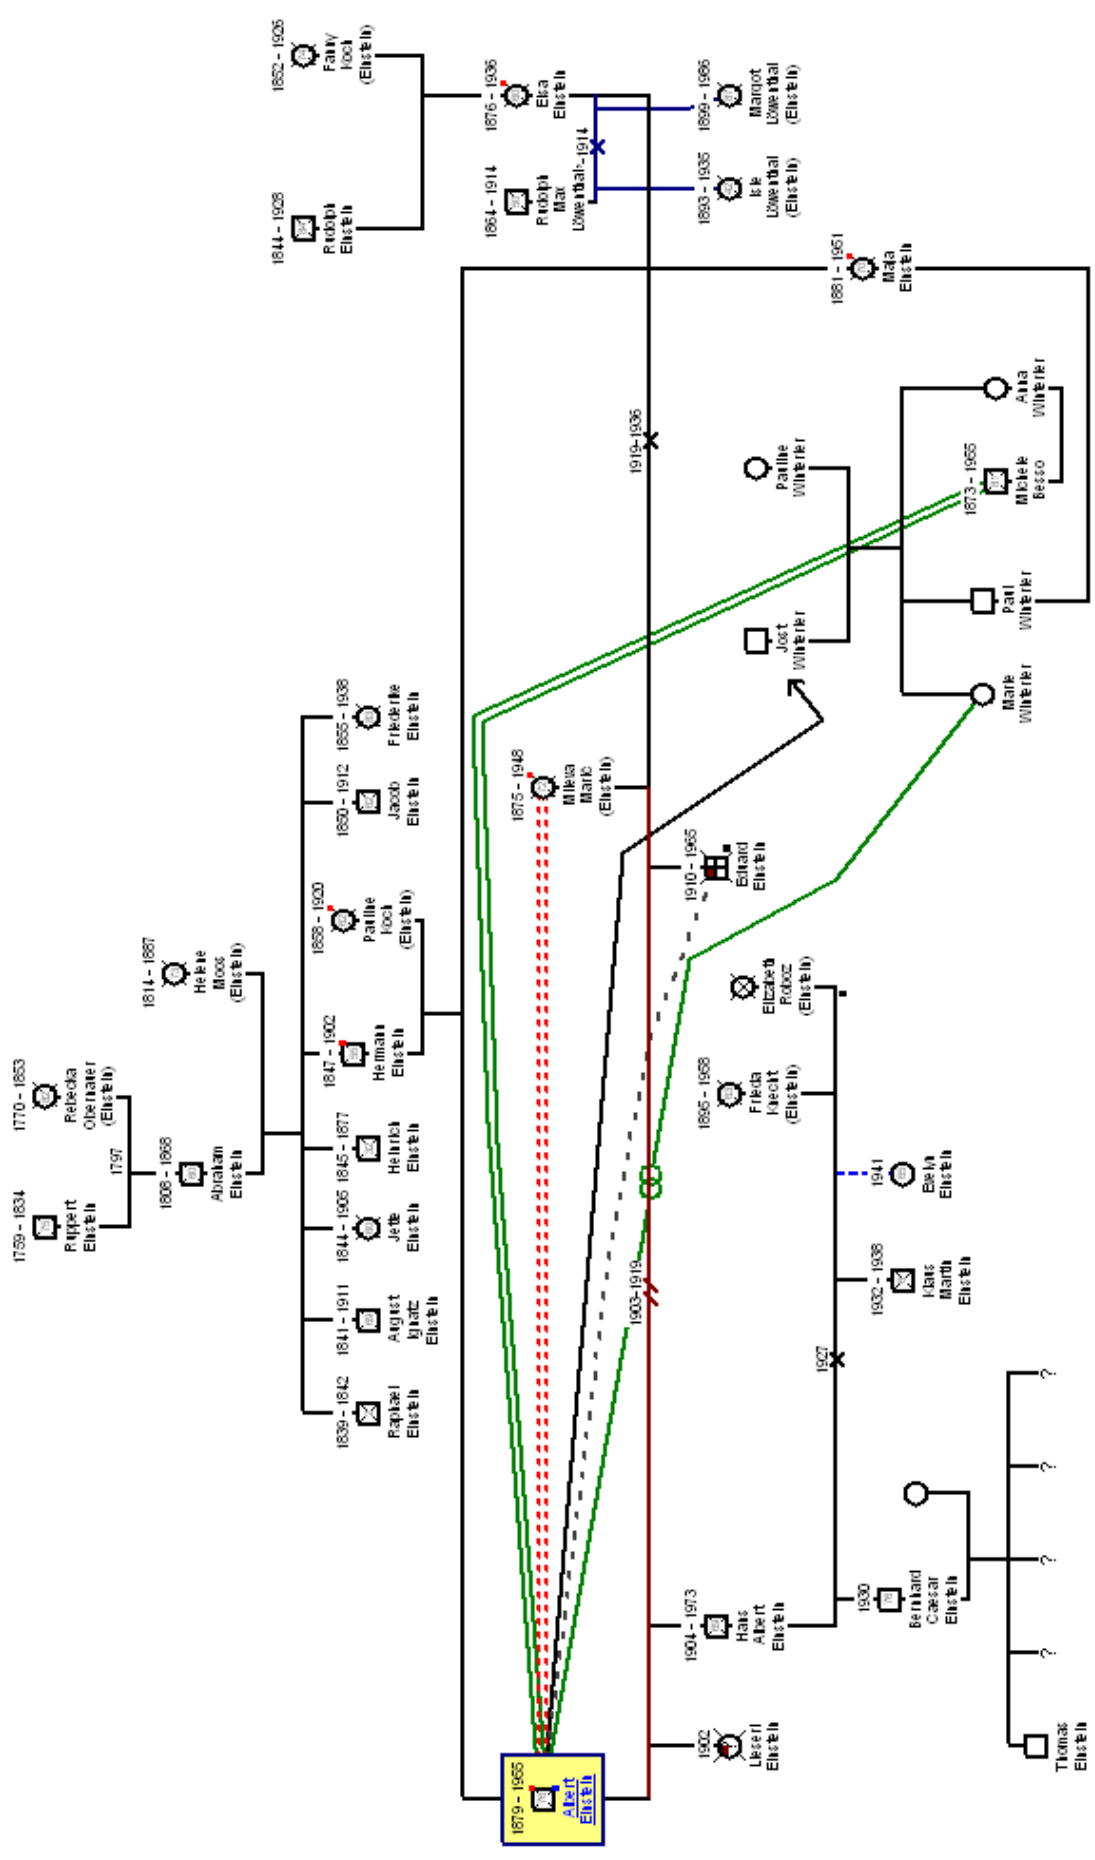 1759 – 1834
Ruppert
Einstein
1770 – 1853
Rebecka
Obernauer
(Einstein)
1797
1808 – 1868
Abraham
Einstein
1814 – 1887
Helene
Moos
(Einstein)
1839 – 1842
Raphael
Einstein
1841 – 1911
August
Ignatz
Einstein
1844 – 1905
Jette
Einstein
1845 – 1877
Heinrich
Einstein
1847 – 1902
Hermann
Einstein
1858 – 1920
Pauline
Koch
(Einstein)
1850 – 1912
Jacob
Einstein
1855 – 1938
Friederike
Einstein
1844 – 1928
Rudolph
Einstein
1852 – 1926
Fanny
Koch
(Einstein)
1879 – 1955
Albert
Einstein
1875 – 1948
Mileva
Maric
(Einstein)
1864 – 1914
Rudolph
Max
Löwenthal
1876 – 1936
Elsa
Einstein
-1914
1903–1919
1919–1936
1902
Lieserl
Einstein
1904 – 1973
Hans
Albert
Einstein
1895 – 1958
Frieda
Knecht
(Einstein)
Elizabeth
Roboz
(Einstein)
1910 – 1965
Eduard
Einstein
Jost
Winteler
Pauline
Winteler
1893 – 1935
Ilse
Löwenthal
(Einstein)
1899 – 1986
Margot
Löwenthal
(Einstein)
1881 – 1951
Maja
Einstein
1927
1930
Bernhard
Caesar
Einstein
1932 – 1938
Klaus
Martin
Einstein
1941
Evelyn
Einstein
Marie
Winteler
Paul
Winteler
1873 – 1955
Michele
Besso
Anna
Winteler
Thomas
Einstein
?
?
?
?